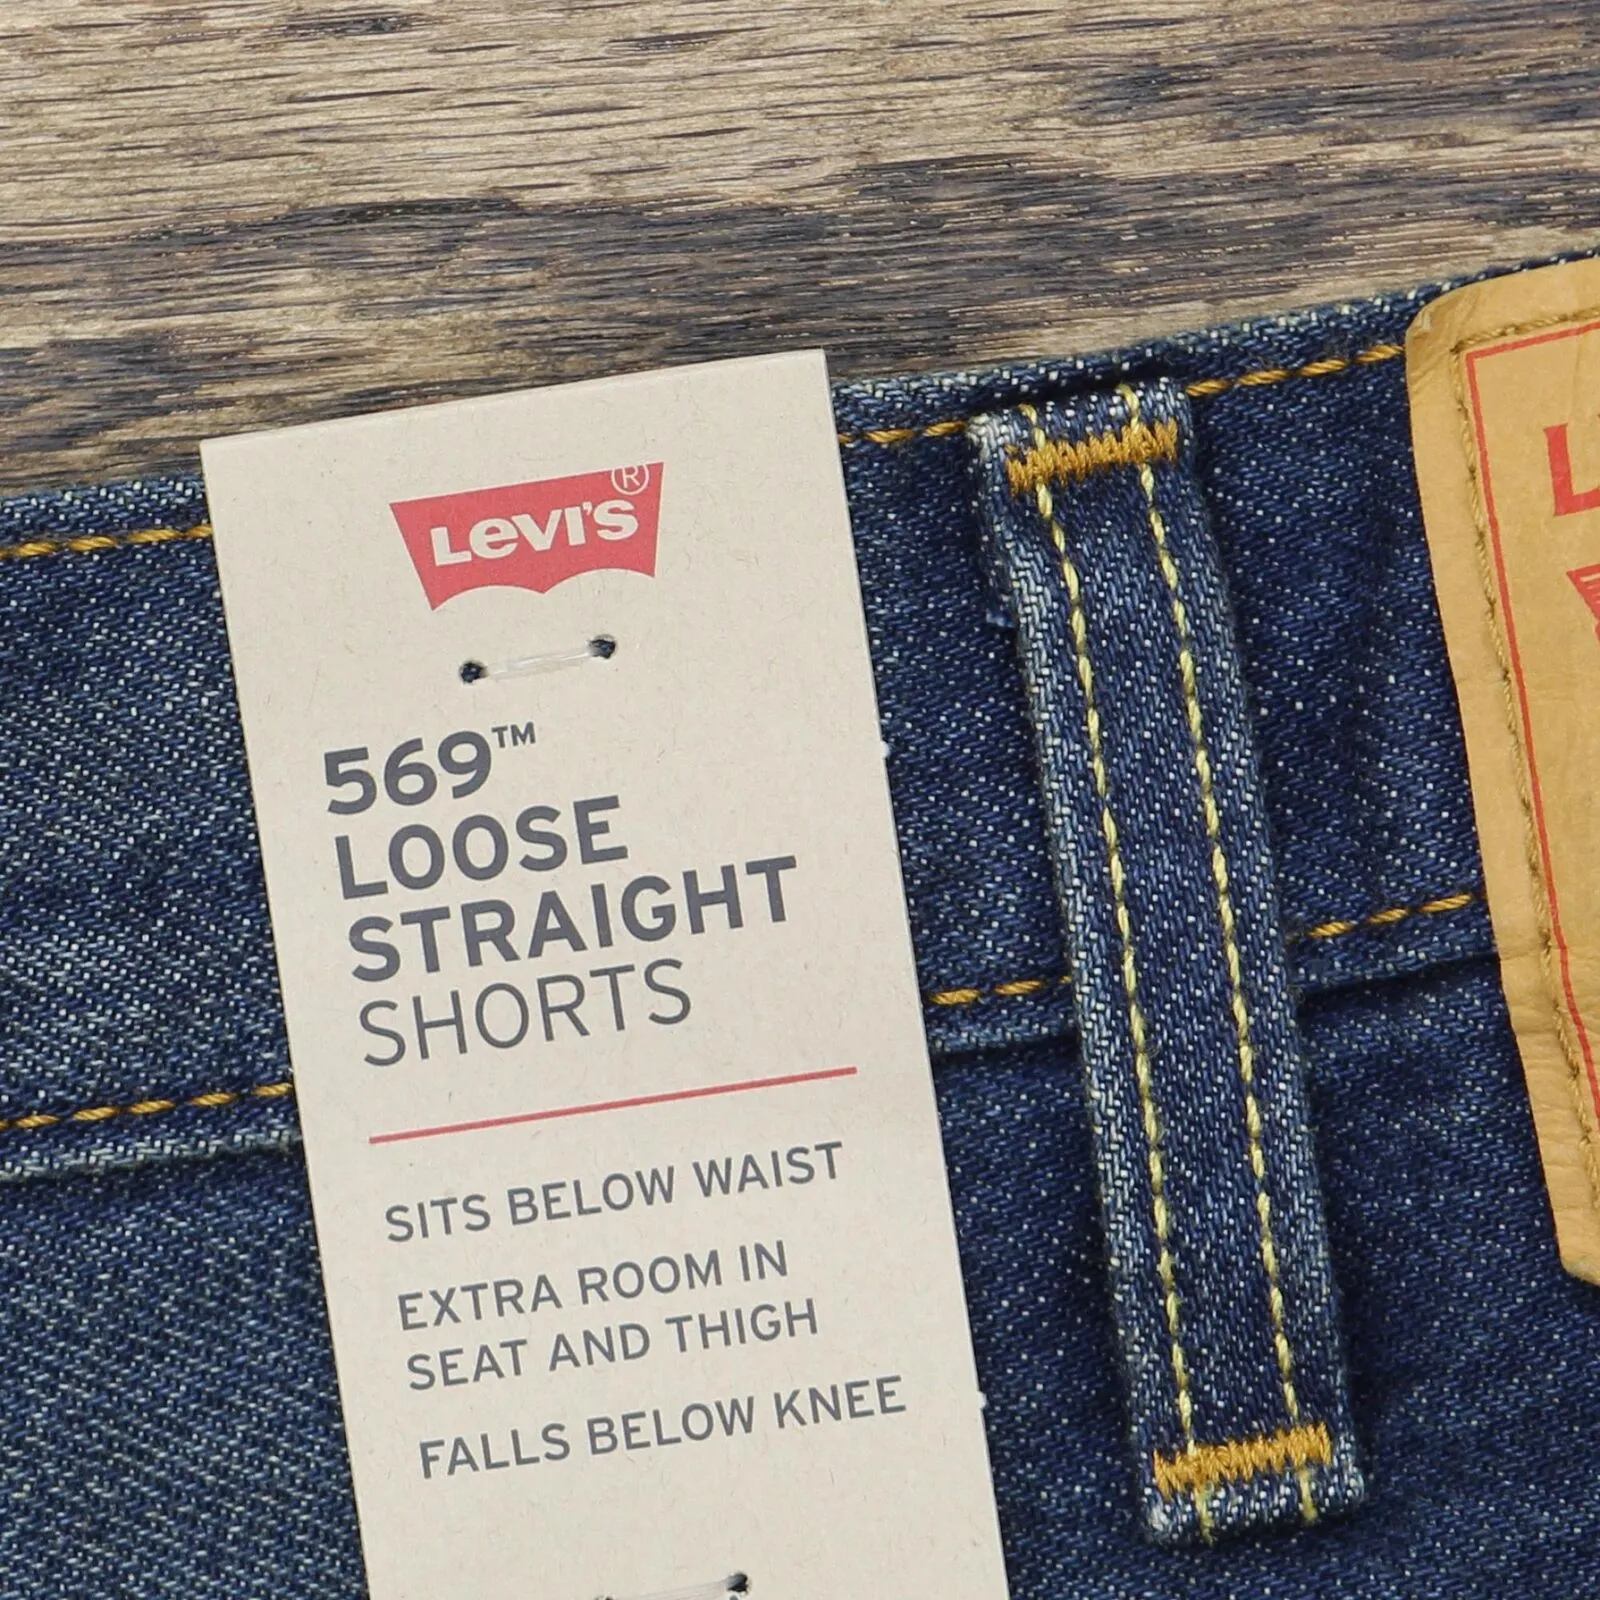 LEVI'S®
569™
LOOSE
STRAIGHT
SHORTS
SITS BELOW WAIST
EXTRA ROOM IN
SEAT AND THIGH
FALLS BELOW KNEE
L